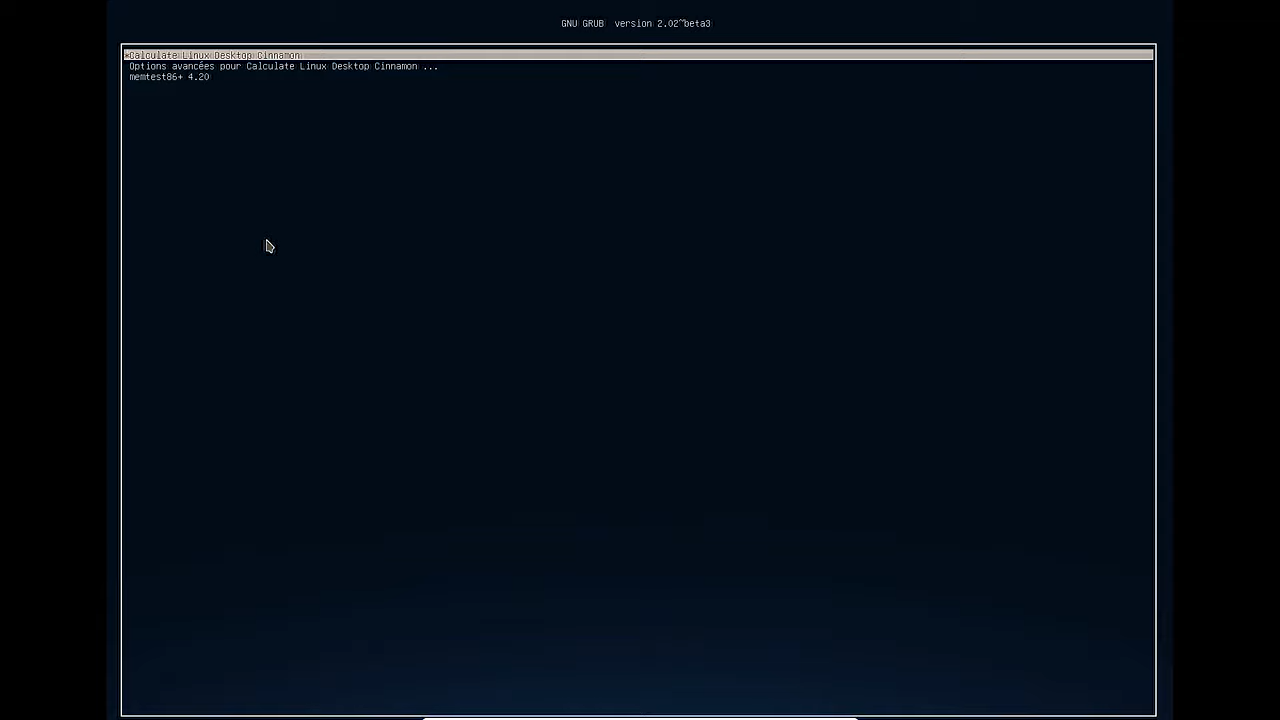 GNU GRUB version 2.02~beta3
*Calculate Linux Desktop Cinnamon
Options avancées pour Calculate Linux Desktop Cinnamon ...
memtest86+ 4.20